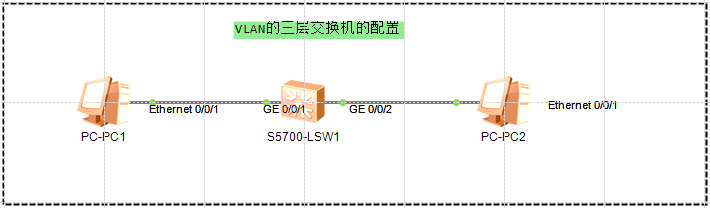 VLAN的三层交换机的配置
Ethernet 0/0/1
GE 0/0/1
GE 0/0/2
Ethernet 0/0/1
PC-PC1
S5700-LSW1
PC-PC2